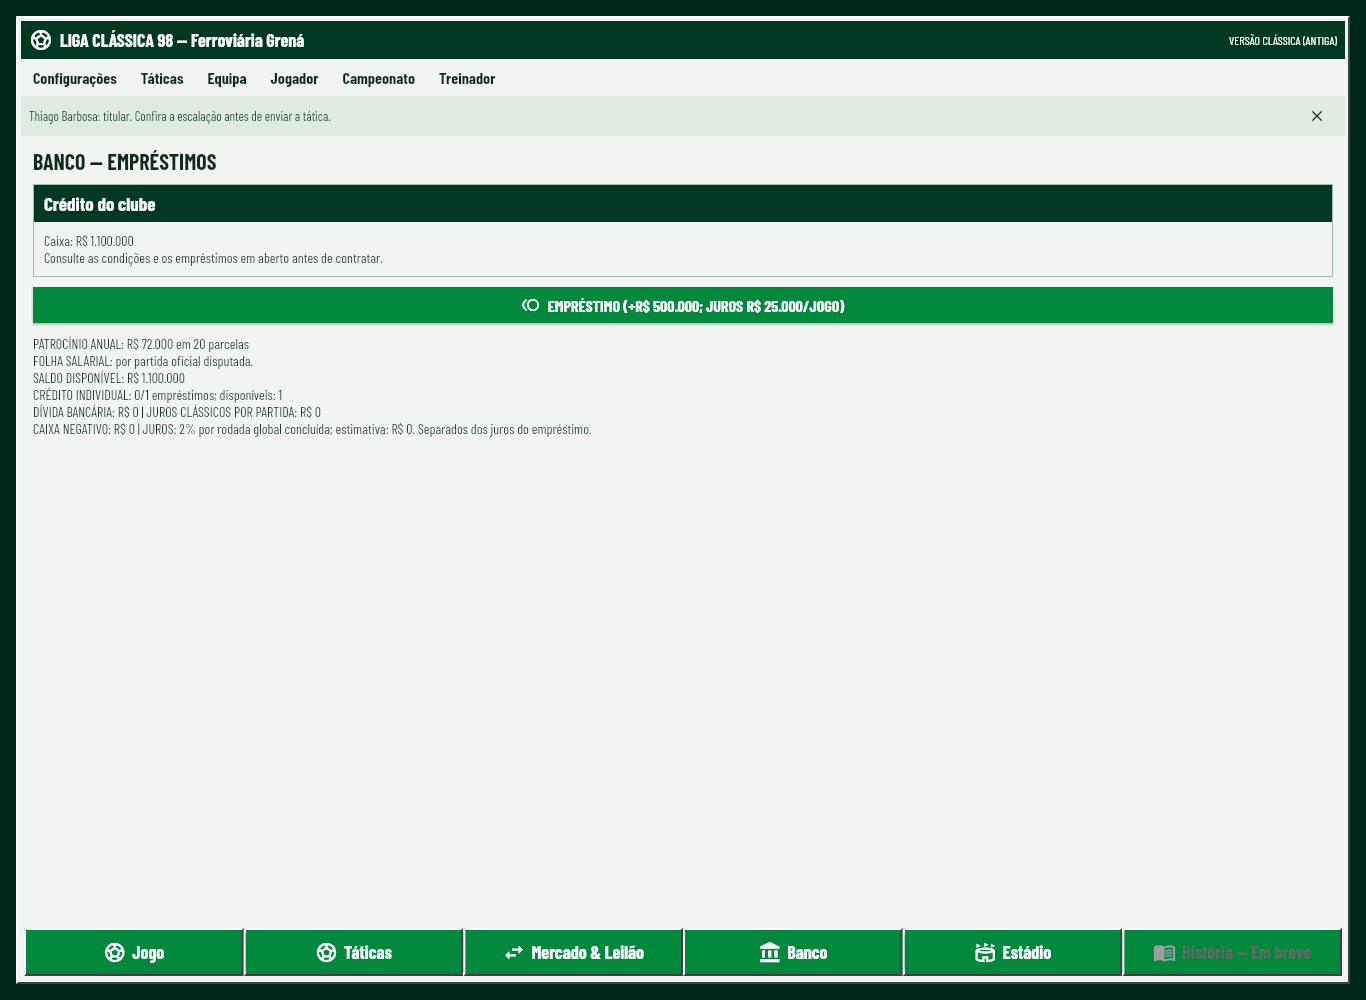 LIGA CLÁSSICA 98 — Ferroviária Grená
VERSÃO CLÁSSICA (ANTIGA)
Configurações Táticas Equipa Jogador Campeonato Treinador
Thiago Barbosa: titular. Confira a escalação antes de enviar a tática.
BANCO — EMPRÉSTIMOS
Crédito do clube
Caixa: R$ 1.100.000
Consulte as condições e os empréstimos em aberto antes de contratar.
EMPRÉSTIMO (+R$ 500.000; JUROS R$ 25.000/JOGO)
PATROCÍNIO ANUAL: R$ 72.000 em 20 parcelas
FOLHA SALARIAL: por partida oficial disputada.
SALDO DISPONÍVEL: R$ 1.100.000
CRÉDITO INDIVIDUAL: 0/1 empréstimos; disponíveis: 1
DÍVIDA BANCÁRIA: R$ 0 | JUROS CLÁSSICOS POR PARTIDA: R$ 0
CAIXA NEGATIVO: R$ 0 | JUROS: 2% por rodada global concluída; estimativa: R$ 0. Separados dos juros do empréstimo.
Jogo Táticas Mercado & Leilão Banco Estádio História — Em breve